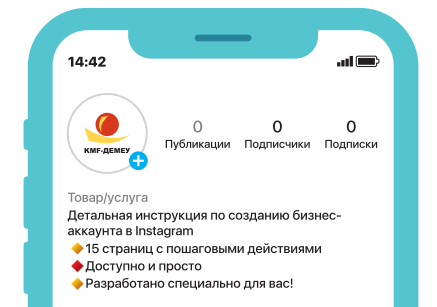 14:42
KMF-ДЕМЕУ
0 0 0
Публикации Подписчики Подписки
Товар/услуга
Детальная инструкция по созданию бизнес-
аккаунта в Instagram
15 страниц с пошаговыми действиями
Доступно и просто
Разработано специально для вас!